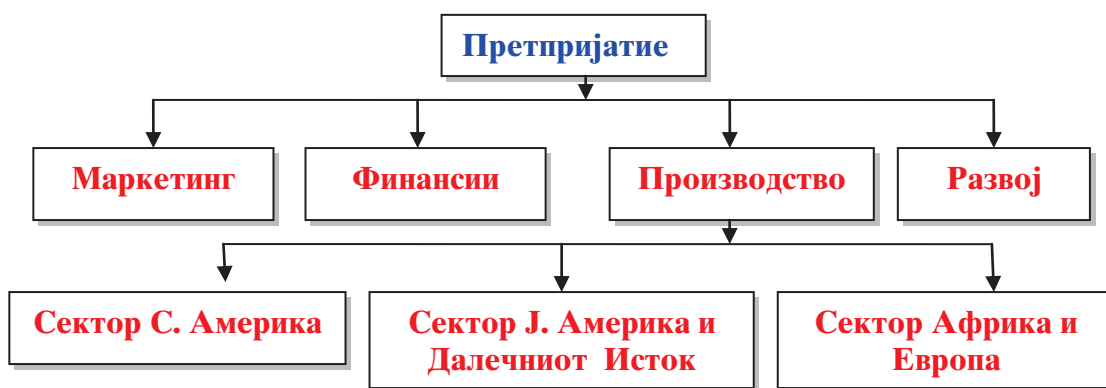 Претпријатие
Маркетинг
Финансии
Производство
Развој
Сектор С. Америка
Сектор Ј. Америка и
Далечниот Исток
Сектор Африка и
Европа